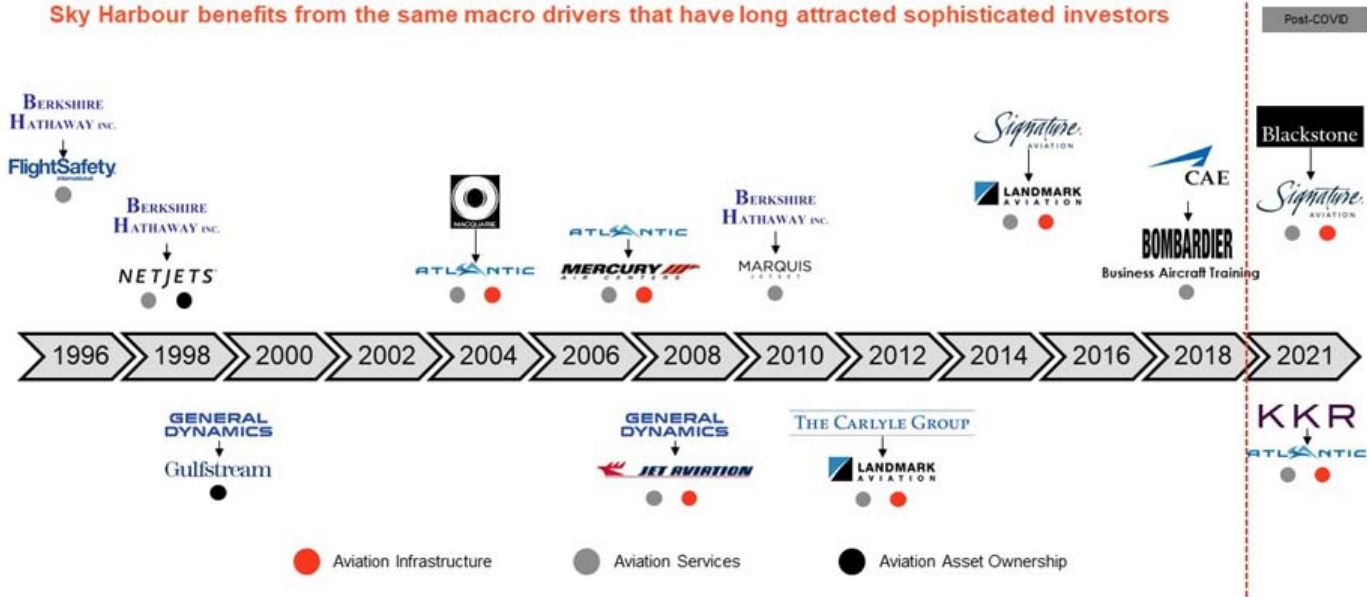 Sky Harbour benefits from the same macro drivers that have long attracted sophisticated investors
Post-COVID
BERKSHIRE
HATHAWAY INC.
FlightSafety
International
BERKSHIRE
HATHAWAY INC.
NETJETS
MACQUARIE
ATLANTIC
ATLANTIC
MERCURY
AIR CENTERS
BERKSHIRE
HATHAWAY INC.
MARQUIS
JETSET
Signature
AVIATION
LANDMARK
AVIATION
CAE
BOMBARDIER
Business Aircraft Training
Blackstone
Signature
AVIATION
1996
1998
2000
2002
2004
2006
2008
2010
2012
2014
2016
2018
2021
GENERAL
DYNAMICS
Gulfstream
GENERAL
DYNAMICS
JET AVIATION
THE CARLYLE GROUP
LANDMARK
AVIATION
KKR
ATLANTIC
Aviation Infrastructure
Aviation Services
Aviation Asset Ownership